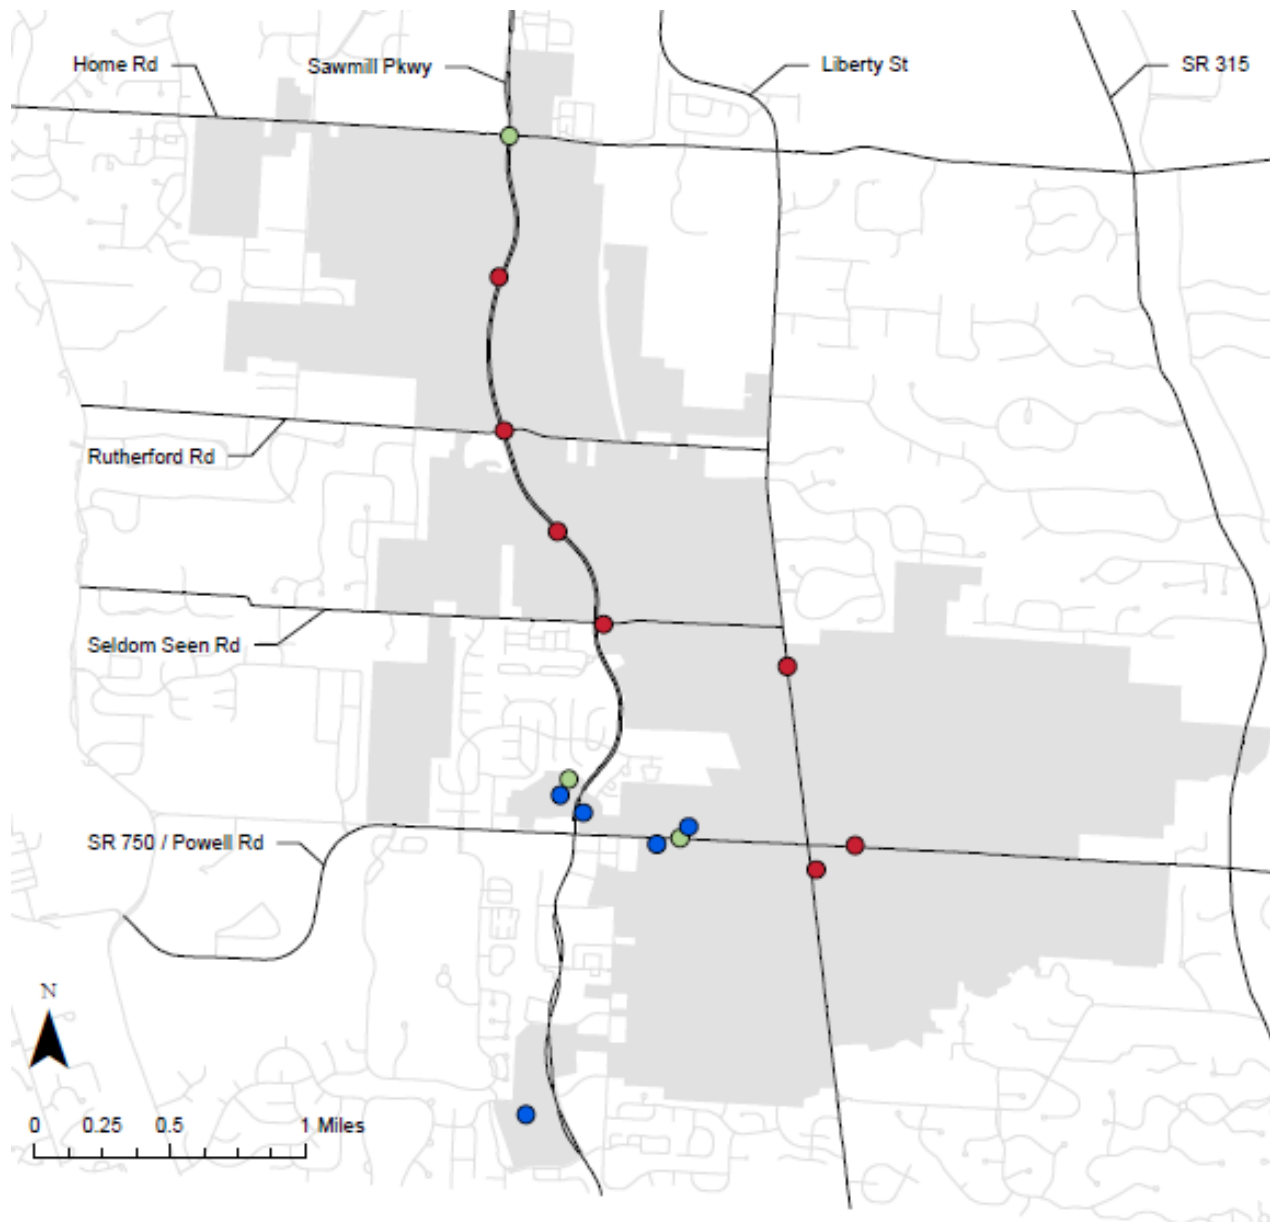 Home Rd
Sawmill Pkwy
Liberty St
SR 315
Rutherford Rd
Seldom Seen Rd
SR 750 / Powell Rd
N
0 0.25 0.5 1 Miles